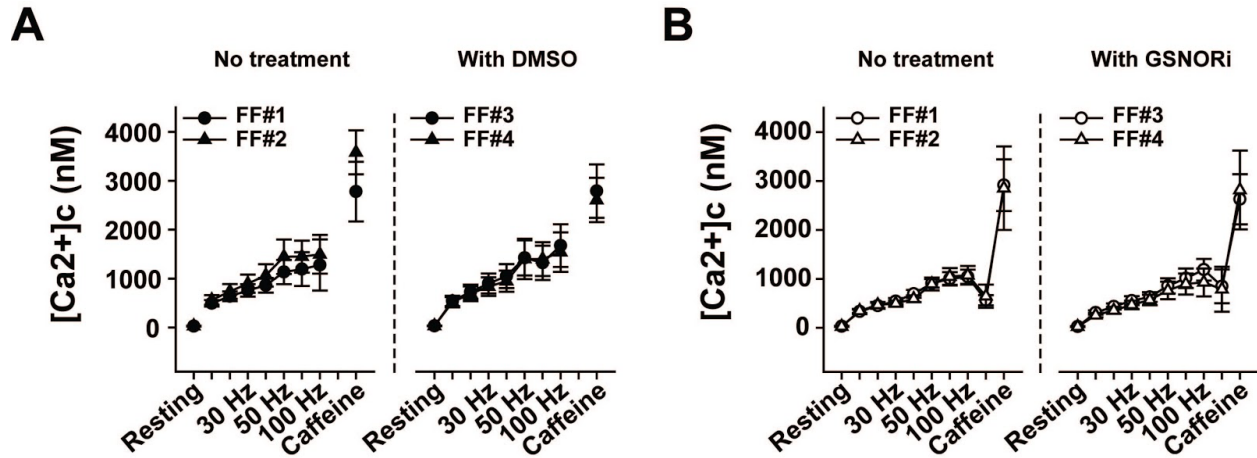 A
No treatment
With DMSO
FF#1
FF#2
FF#3
FF#4
[Ca2+]c (nM)
4000
3000
2000
1000
0
Resting
30 Hz
50 Hz
100 Hz
Caffeine
Resting
30 Hz
50 Hz
100 Hz
Caffeine
B
No treatment
With GSNORi
FF#1
FF#2
FF#3
FF#4
[Ca2+]c (nM)
4000
3000
2000
1000
0
Resting
30 Hz
50 Hz
100 Hz
Caffeine
Resting
30 Hz
50 Hz
100 Hz
Caffeine